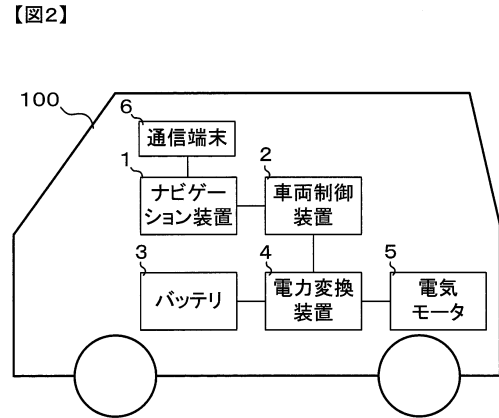 【図2】
100
6
通信端末
1
ナビゲー
ション装置
2
車両制御
装置
3
バッテリ
4
電力変換
装置
5
電気
モータ